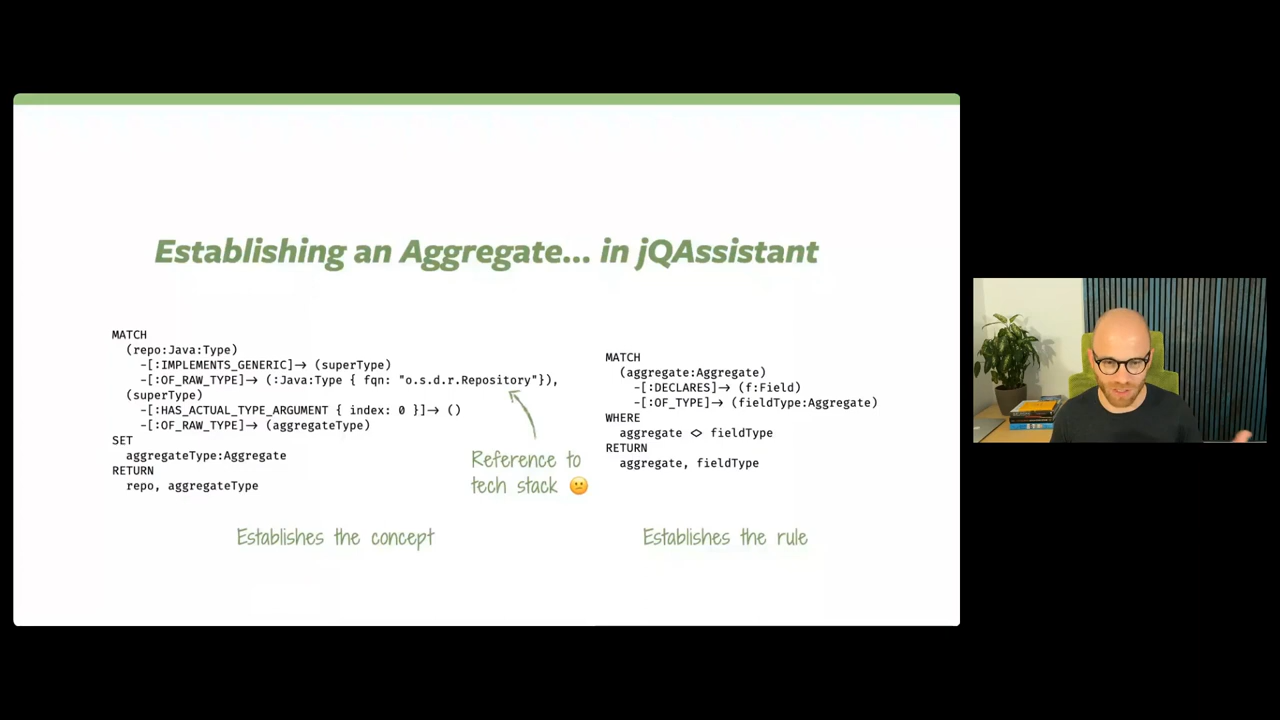 Establishing an Aggregate... in jQAssistant
MATCH
(repo:Java:Type)
-[:IMPLEMENTS_GENERIC]→ (superType)
-[:OF_RAW_TYPE]→ (:Java:Type { fqn: "o.s.d.r.Repository"}),
(superType)
-[:HAS_ACTUAL_TYPE_ARGUMENT { index: 0 }]→ ()
-[:OF_RAW_TYPE]→ (aggregateType)
SET
aggregateType:Aggregate
RETURN
repo, aggregateType
Reference to
tech stack 😕
Establishes the concept
MATCH
(aggregate:Aggregate)
-[:DECLARES]→ (f:Field)
-[:OF_TYPE]→ (fieldType:Aggregate)
WHERE
aggregate <> fieldType
RETURN
aggregate, fieldType
Establishes the rule